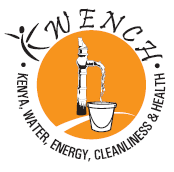 KWENCH
• KENYA, WATER, ENERGY, CLEANLINESS & HEALTH •